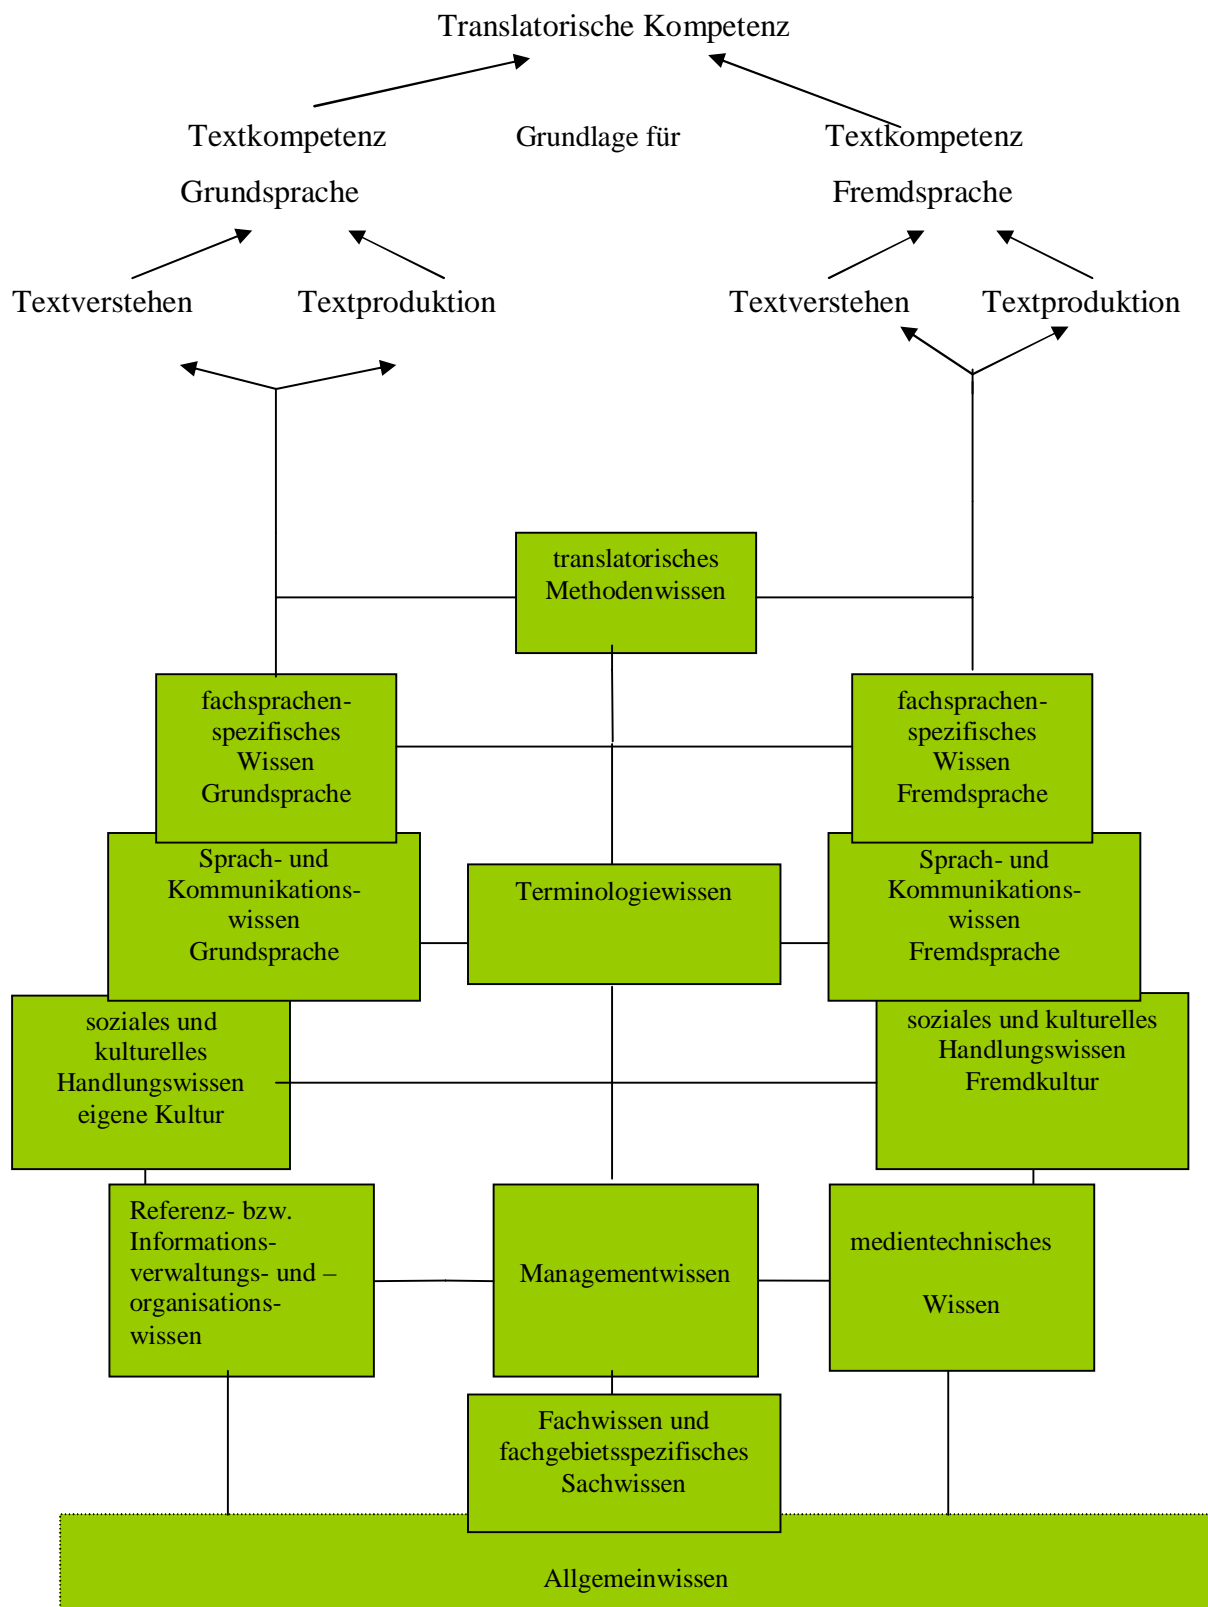 Translatorische Kompetenz
Textkompetenz
Grundsprache
Grundlage für
Textkompetenz
Fremdsprache
Textverstehen
Textproduktion
Textverstehen
Textproduktion
translatorisches
Methodenwissen
fachsprachen-
spezifisches
Wissen
Grundsprache
fachsprachen-
spezifisches
Wissen
Fremdsprache
Sprach- und
Kommunikations-
wissen
Grundsprache
Terminologiewissen
Sprach- und
Kommunikations-
wissen
Fremdsprache
soziales und
kulturelles
Handlungswissen
eigene Kultur
soziales und kulturelles
Handlungswissen
Fremdkultur
Referenz- bzw.
Informations-
verwaltungs- und –
organisations-
wissen
Managementwissen
medientechnisches
Wissen
Fachwissen und
fachgebietsspezifisches
Sachwissen
Allgemeinwissen